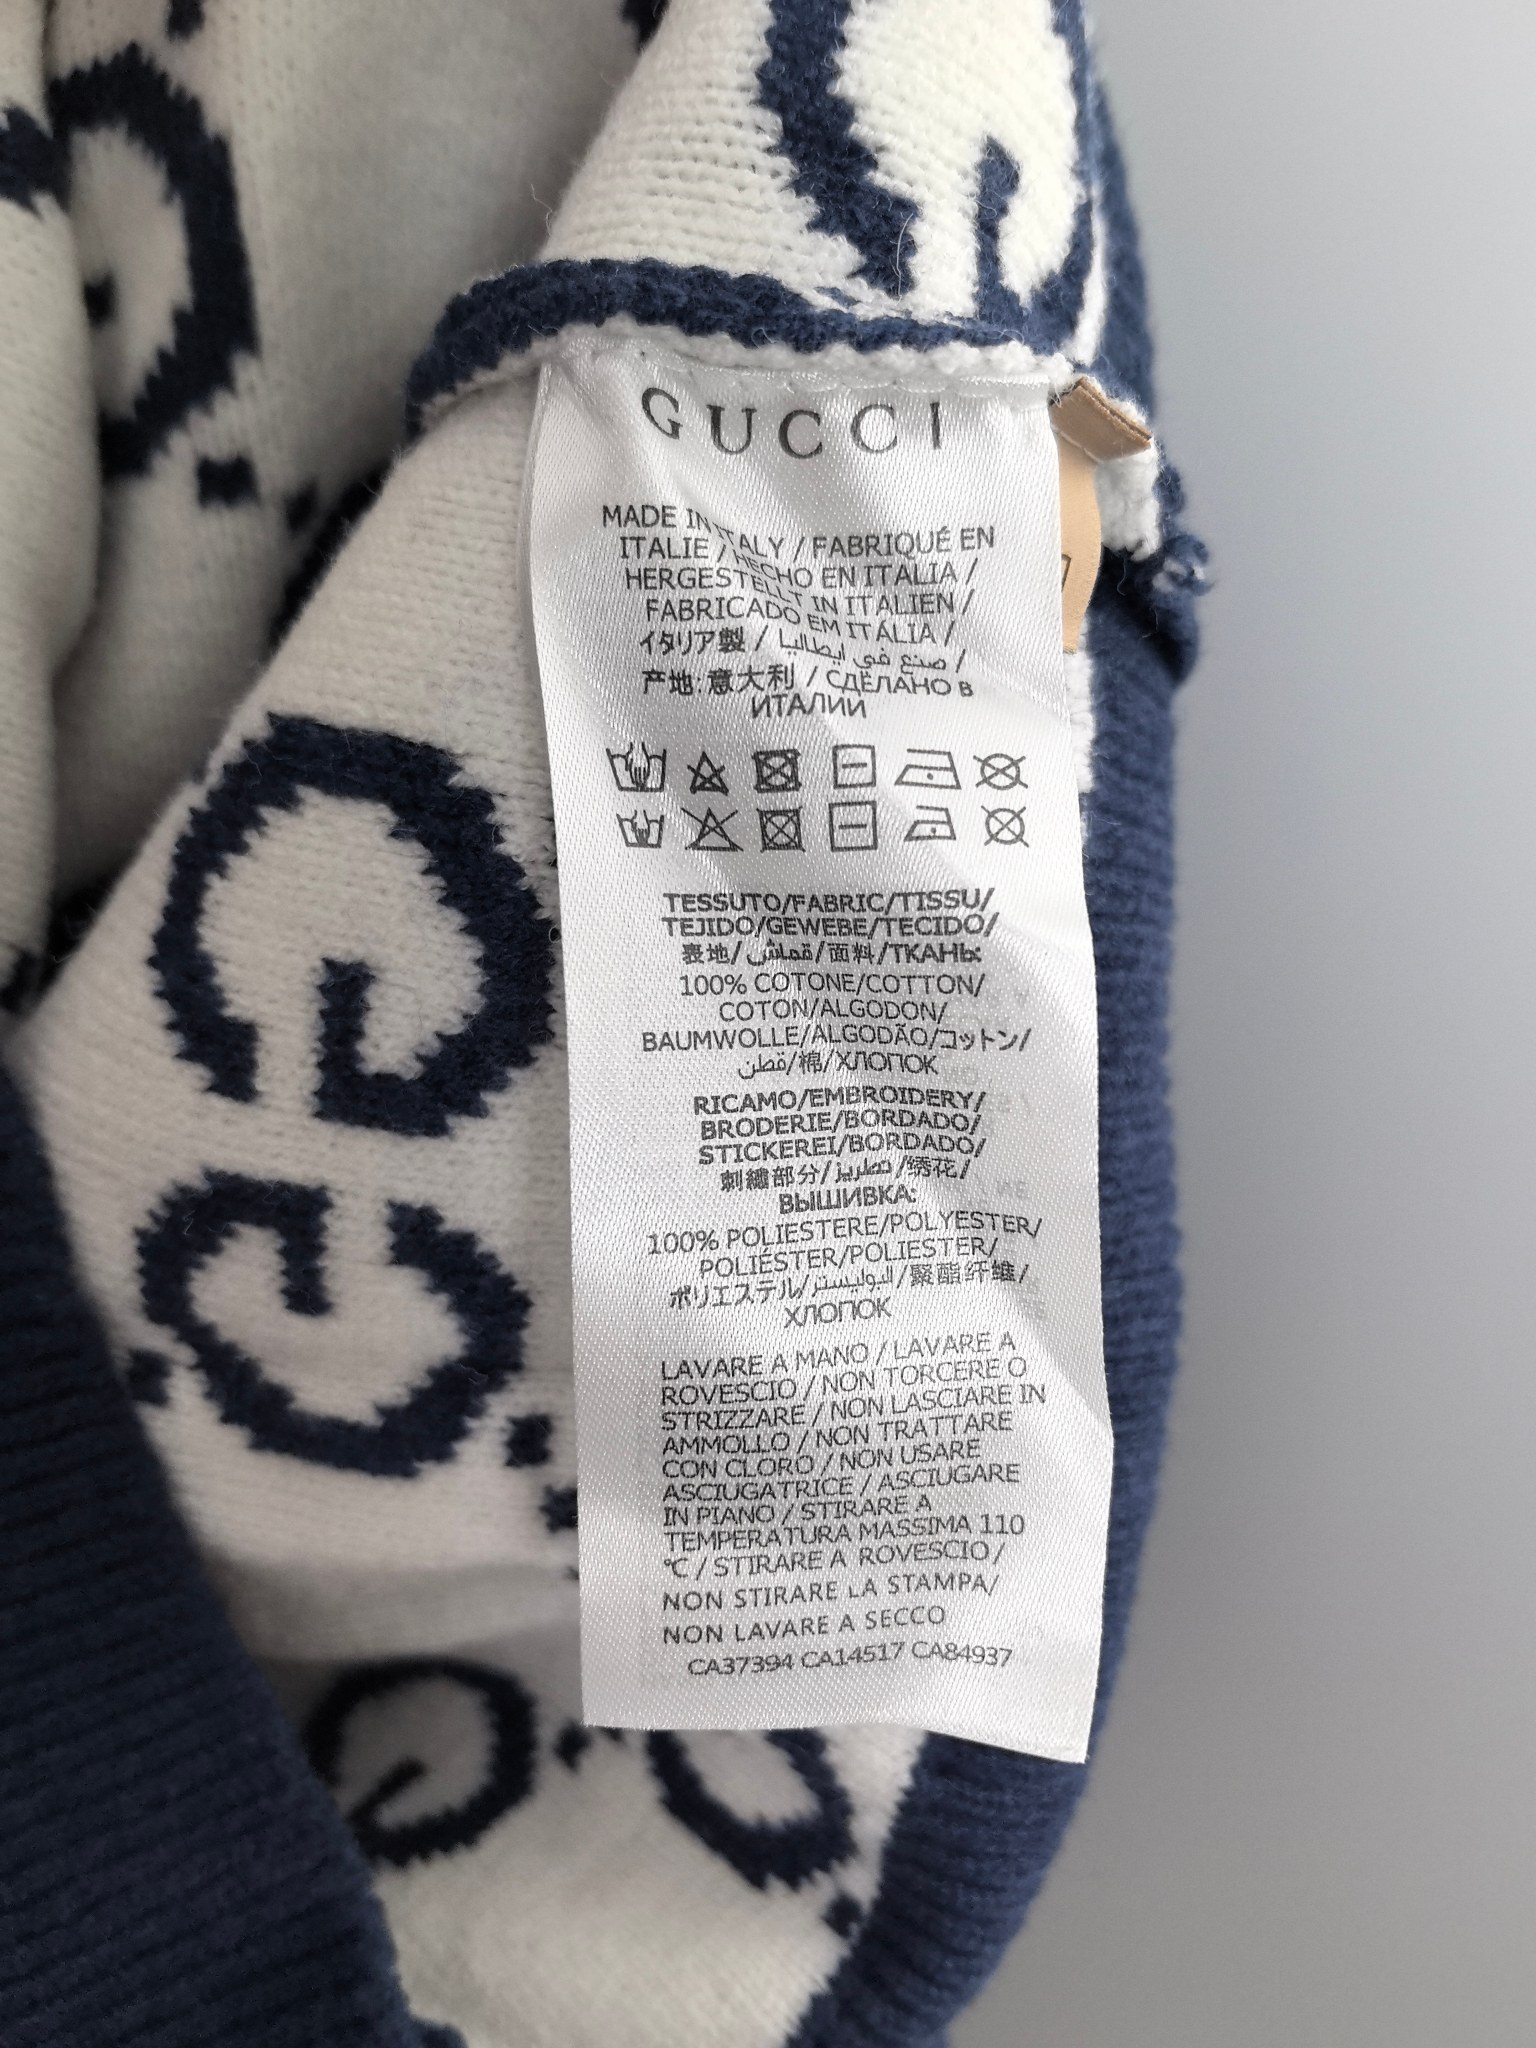 GUCCI
MADE IN ITALY / FABRIQUÉ EN
ITALIE / HECHO EN ITALIA /
HERGESTELLT IN ITALIEN /
FABRICADO EM ITÁLIA /
イタリア製 / صنع في ايطاليا /
产地:意大利 / СДЕЛАНО В
ИТАЛИИ
TESSUTO/FABRIC/TISSU/
TEJIDO/GEWEBE/TECIDO/
表地/قماش/面料/ТКАНЬ:
100% COTONE/COTTON/
COTON/ALGODON/
BAUMWOLLE/ALGODÃO/コットン/
قطن/棉/ХЛОПОК
RICAMO/EMBROIDERY/
BRODERIE/BORDADO/
STICKEREI/BORDADO/
刺繍部分/تطريز/绣花/
ВЫШИВКА:
100% POLIESTERE/POLYESTER/
POLIÉSTER/POLIESTER/
ポリエステル/البوليستر/聚酯纤维/
ХЛОПОК
LAVARE A MANO / LAVARE A
ROVESCIO / NON TORCERE O
STRIZZARE / NON LASCIARE IN
AMMOLLO / NON TRATTARE
CON CLORO / NON USARE
ASCIUGATRICE / ASCIUGARE
IN PIANO / STIRARE A
TEMPERATURA MASSIMA 110
℃ / STIRARE A ROVESCIO /
NON STIRARE LA STAMPA/
NON LAVARE A SECCO
CA37394 CA14517 CA84937